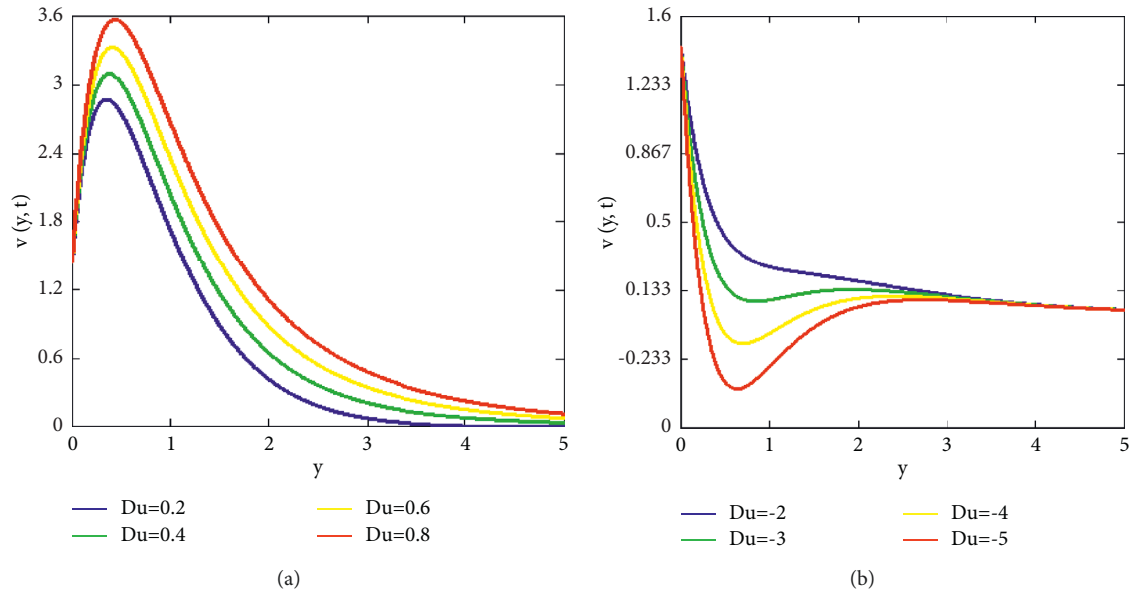 3.6
3
2.4
1.8
1.2
0.6
0
v (y, t)
0 1 2 3 4 5
y
Du=0.2 Du=0.6
Du=0.4 Du=0.8
(a)
1.6
1.233
0.867
0.5
0.133
-0.233
0
v (y, t)
0 1 2 3 4 5
y
Du=-2 Du=-4
Du=-3 Du=-5
(b)